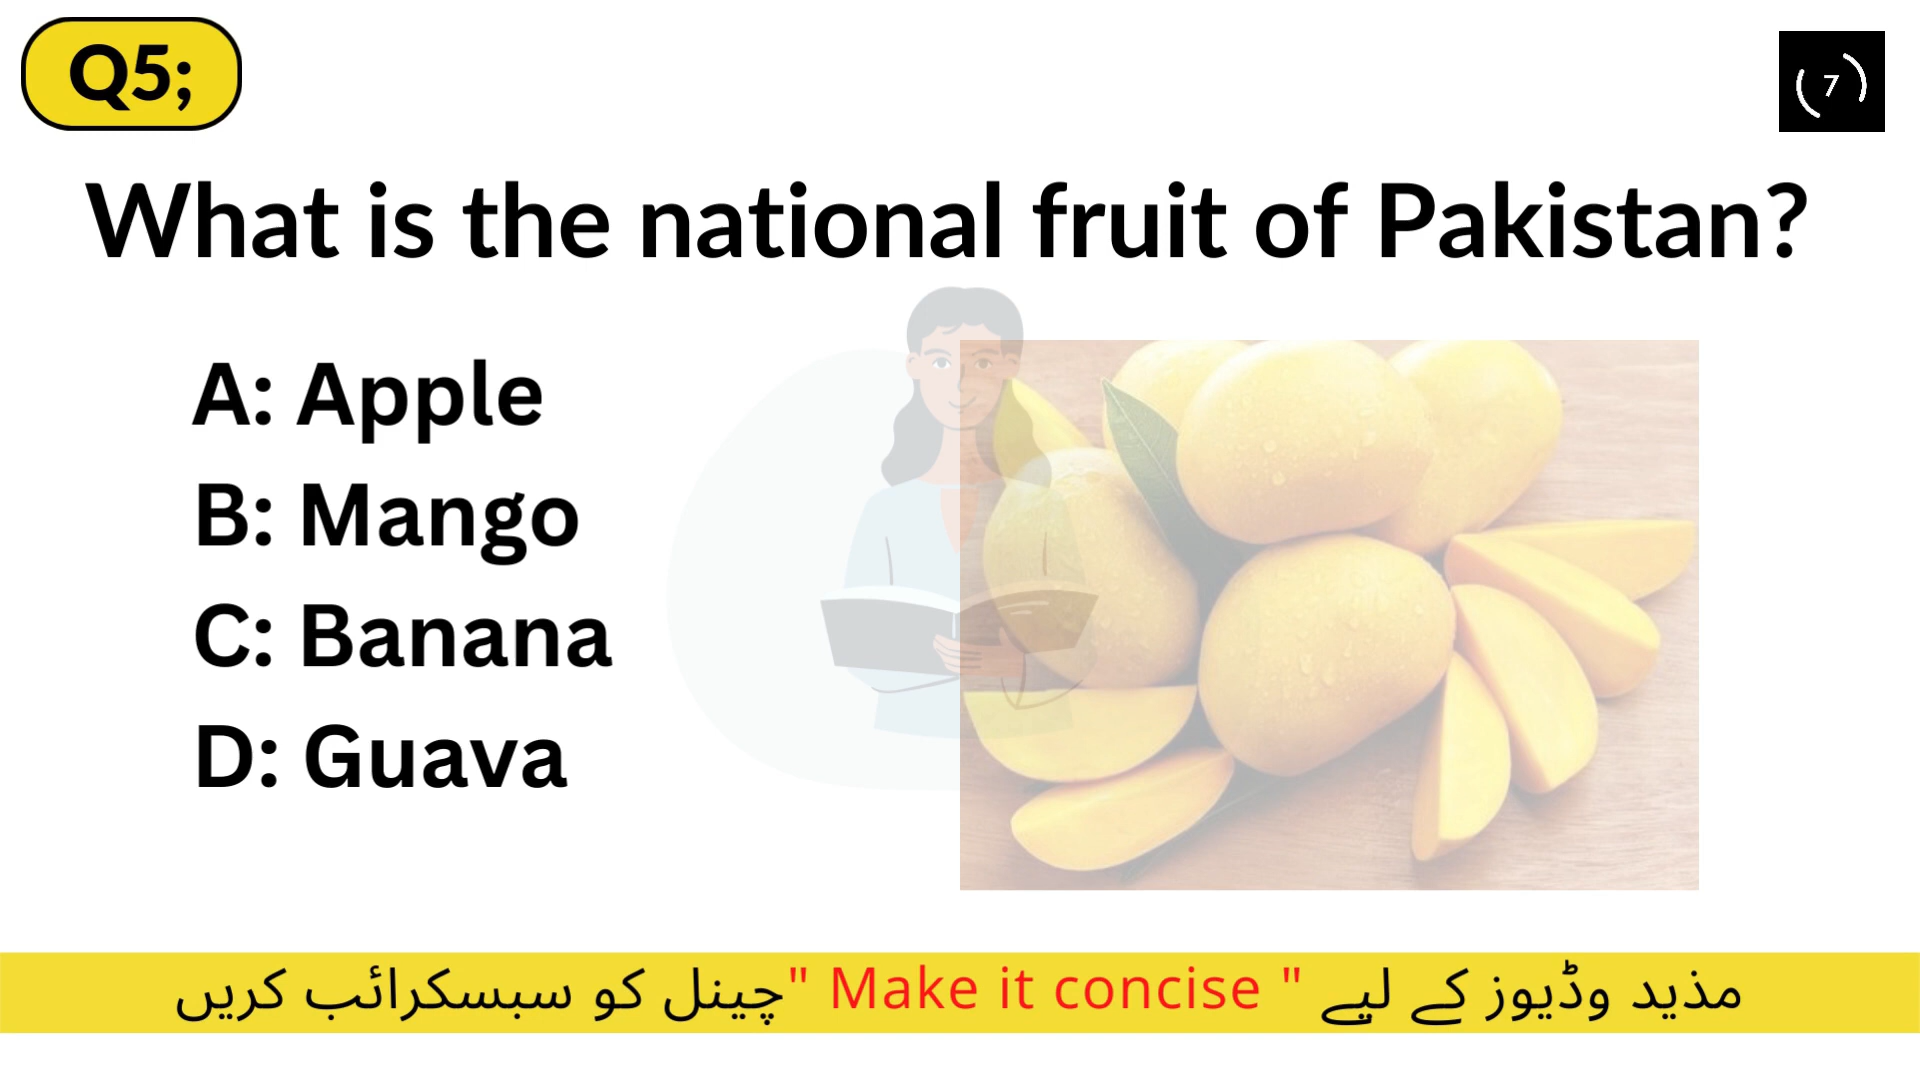 Q5;
7
What is the national fruit of Pakistan?
A: Apple
B: Mango
C: Banana
D: Guava
مذید وڈیوز کے لیے " Make it concise " چینل کو سبسکرائب کریں